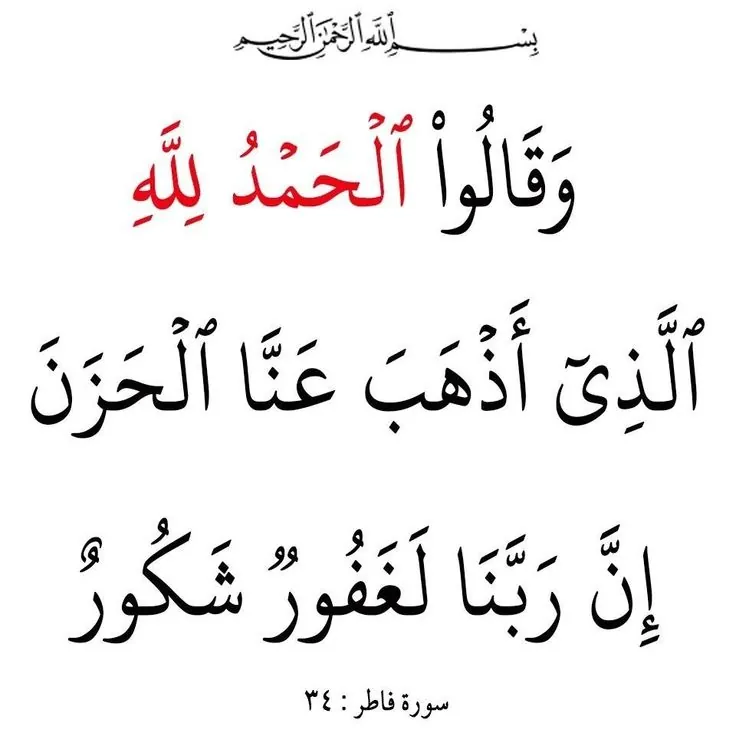 بِسْمِ ٱللَّهِ ٱلرَّحْمَٰنِ ٱلرَّحِيمِ
وَقَالُوا۟ ٱلْحَمْدُ لِلَّهِ
ٱلَّذِىٓ أَذْهَبَ عَنَّا ٱلْحَزَنَ
إِنَّ رَبَّنَا لَغَفُورٌ شَكُورٌ
سورة فاطر : ٣٤